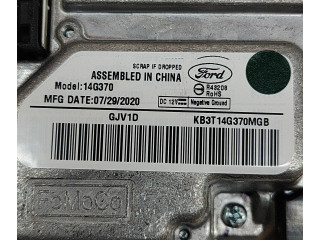 SCRAP IF DROPPED
ASSEMBLED IN CHINA
Ford
Model:14G370
R43208
RoHS
MFG DATE:07/29/2020
DC 12V Negative Ground
GJV1D
KB3T14G370MGB
FoMoCo